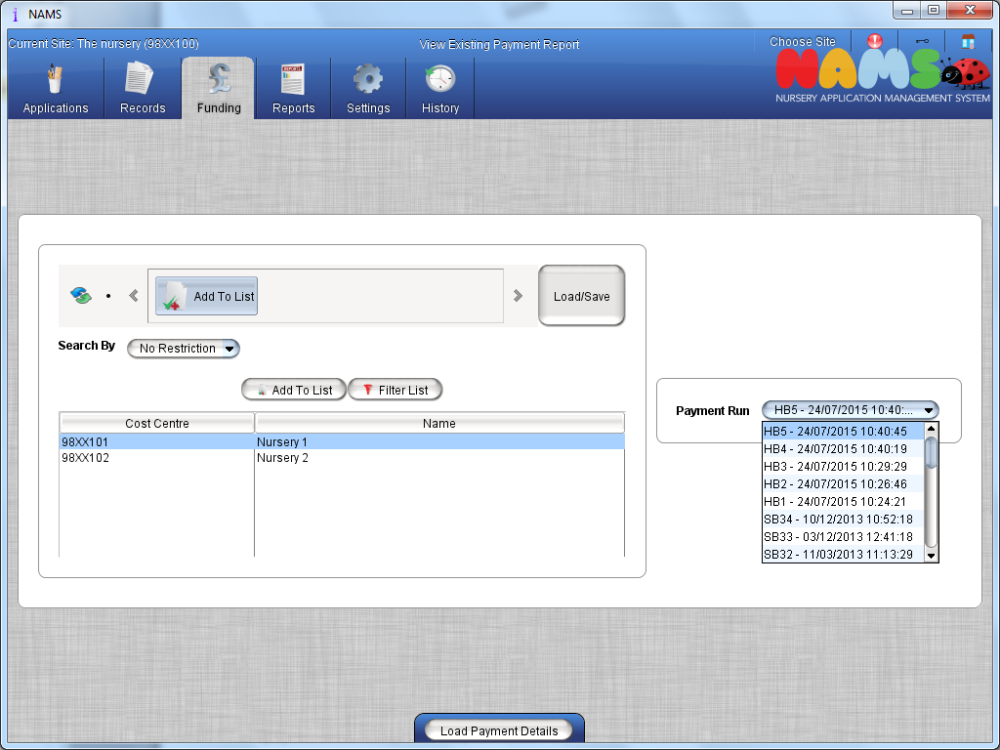 NAMS
Current Site: The nursery (98XX100)
View Existing Payment Report
Choose Site
Applications
Records
Funding
Reports
Settings
History
NAMS
NURSERY APPLICATION MANAGEMENT SYSTEM
Add To List
Load/Save
Search By
No Restriction
Add To List
Filter List
Cost Centre Name
98XX101 Nursery 1
98XX102 Nursery 2
Payment Run
HB5 - 24/07/2015 10:40:...
HB5 - 24/07/2015 10:40:45
HB4 - 24/07/2015 10:40:19
HB3 - 24/07/2015 10:29:29
HB2 - 24/07/2015 10:26:46
HB1 - 24/07/2015 10:24:21
SB34 - 10/12/2013 10:52:18
SB33 - 03/12/2013 12:41:18
SB32 - 11/03/2013 11:13:29
Load Payment Details